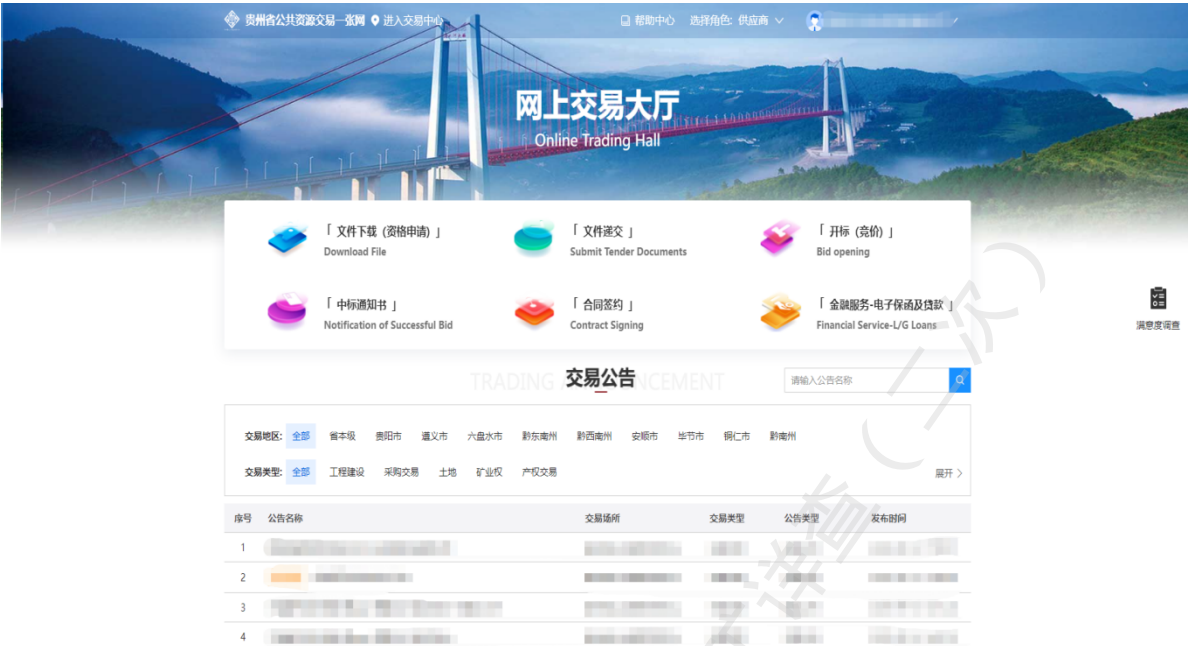 贵州省公共资源交易一张网 进入交易中心 帮助中心 选择角色: 供应商
网上交易大厅
Online Trading Hall
「 文件下载 (资格申请) 」 「 文件递交 」 「 开标 (竞价) 」
Download File Submit Tender Documents Bid opening
「 中标通知书 」 「 合同签约 」 「 金融服务-电子保函及贷款 」
Notification of Successful Bid Contract Signing Financial Service-L/G Loans
满意度调查
TRADING 交易公告 NCEMENT 请输入公告名称
交易地区: 全部 省本级 贵阳市 遵义市 六盘水市 黔东南州 黔西南州 安顺市 毕节市 铜仁市 黔南州
交易类型: 全部 工程建设 采购交易 土地 矿业权 产权交易 展开
序号 公告名称 交易场所 交易类型 公告类型 发布时间
1
2
3
4
详查(二次)